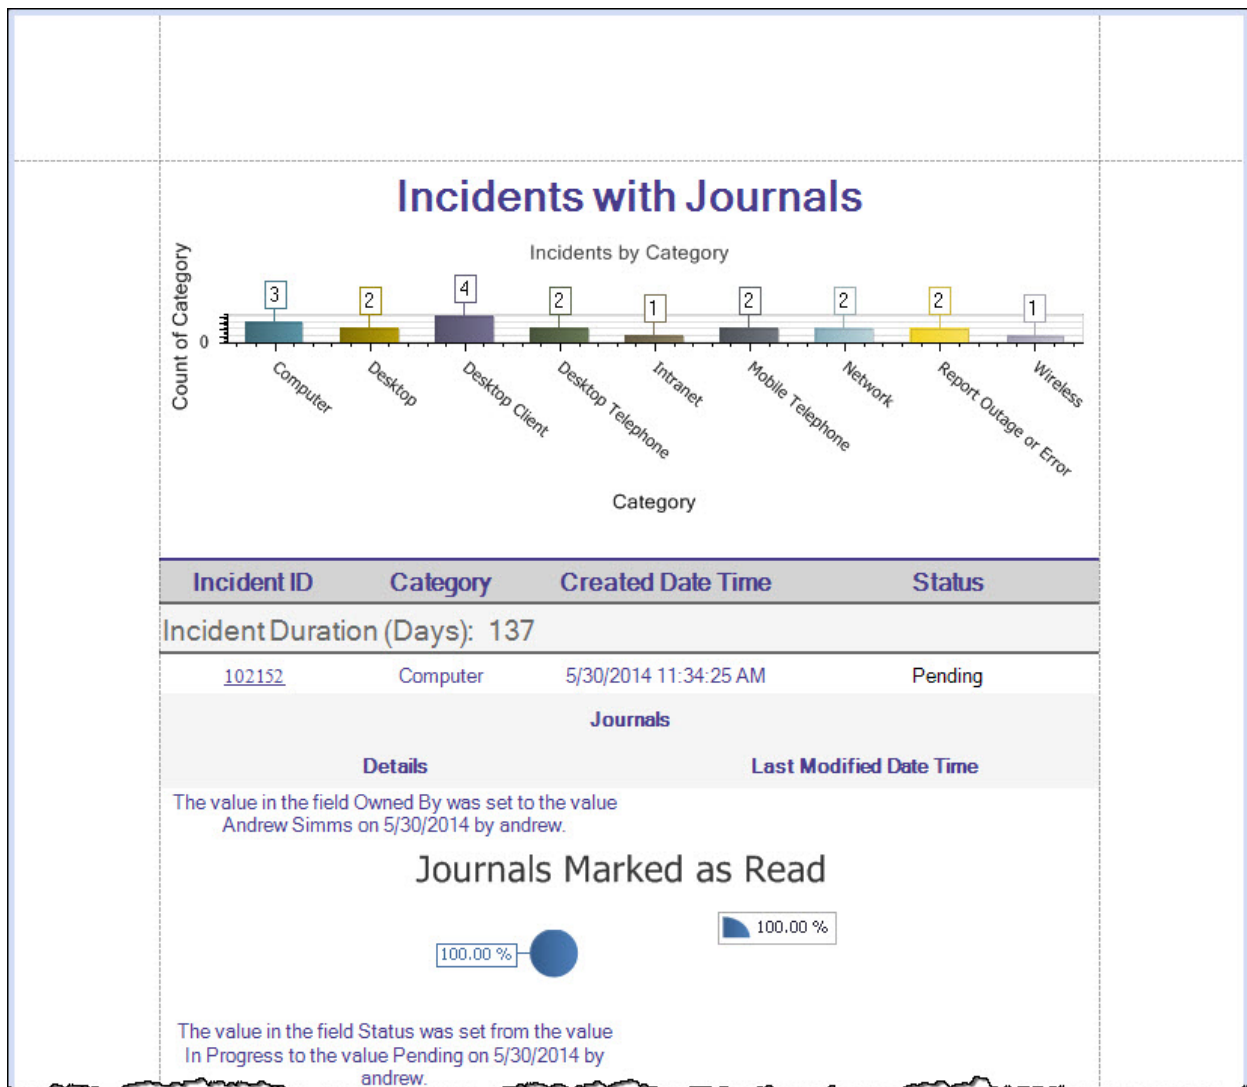 Incidents with Journals
Incidents by Category
Count of Category
3 2 4 2 1 2 2 2 1
0
Computer
Desktop
Desktop Client
Desktop Telephone
Intranet
Mobile Telephone
Network
Report Outage or Error
Wireless
Category
Incident ID Category Created Date Time Status
Incident Duration (Days): 137
102152 Computer 5/30/2014 11:34:25 AM Pending
Journals
Details Last Modified Date Time
The value in the field Owned By was set to the value
Andrew Simms on 5/30/2014 by andrew.
Journals Marked as Read
100.00 %
100.00 %
The value in the field Status was set from the value
In Progress to the value Pending on 5/30/2014 by
andrew.